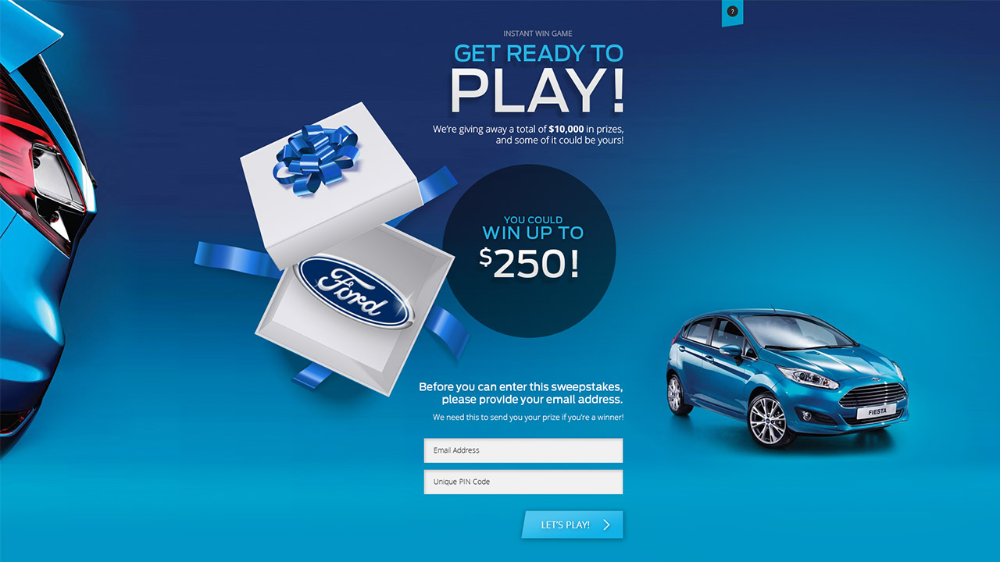 ?
INSTANT WIN GAME
GET READY TO
PLAY!
We're giving away a total of $10,000 in prizes,
and some of it could be yours!
YOU COULD
WIN UP TO
$250!
Ford
FIESTA
Before you can enter this sweepstakes,
please provide your email address.
We need this to send you your prize if you're a winner!
Email Address
Unique PIN Code
LET'S PLAY!